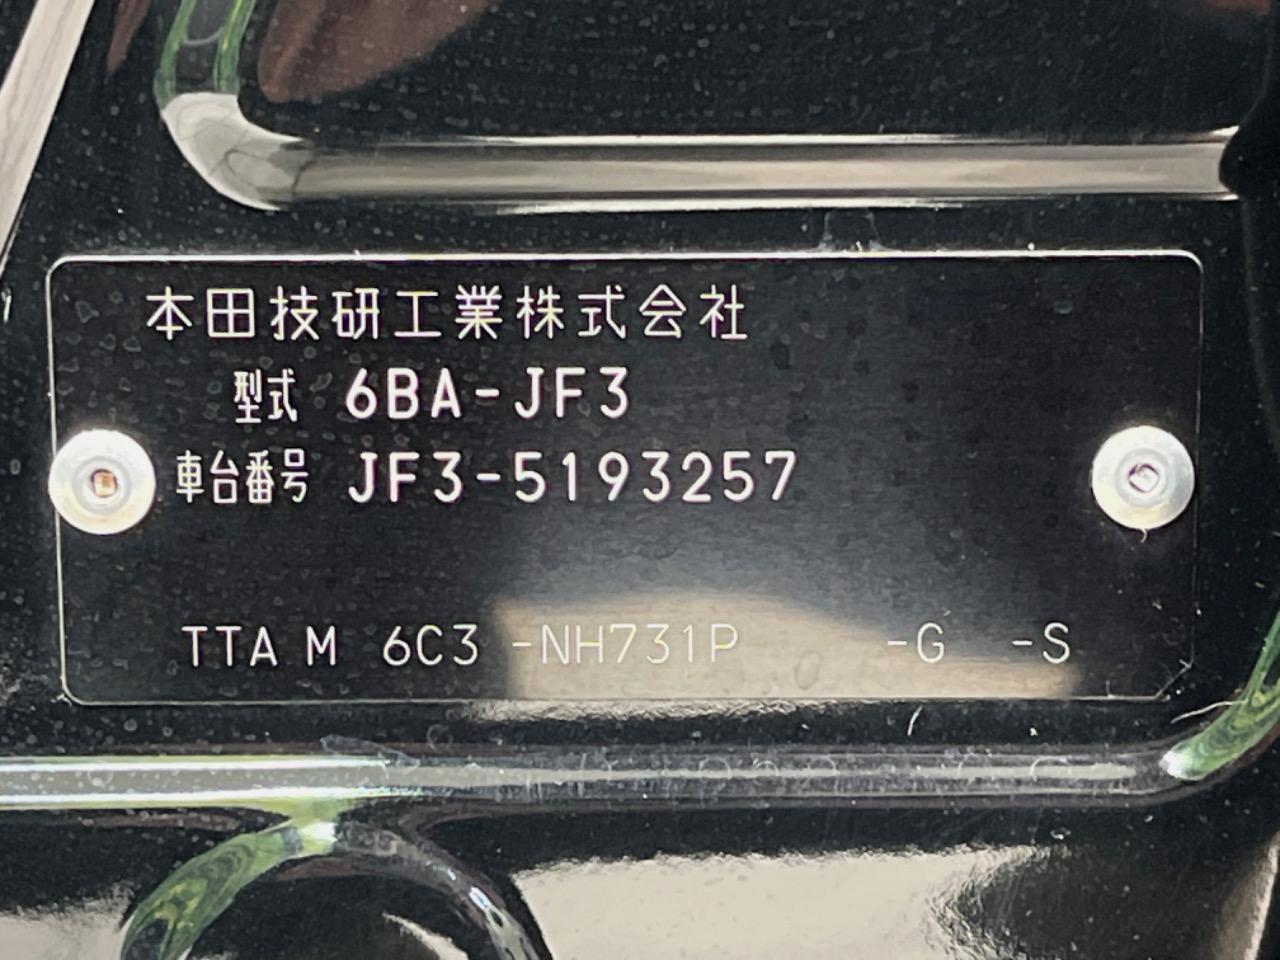 本田技研工業株式会社
型式 6BA-JF3
車台番号 JF3-5193257
TTA M 6C3 -NH731P -G -S